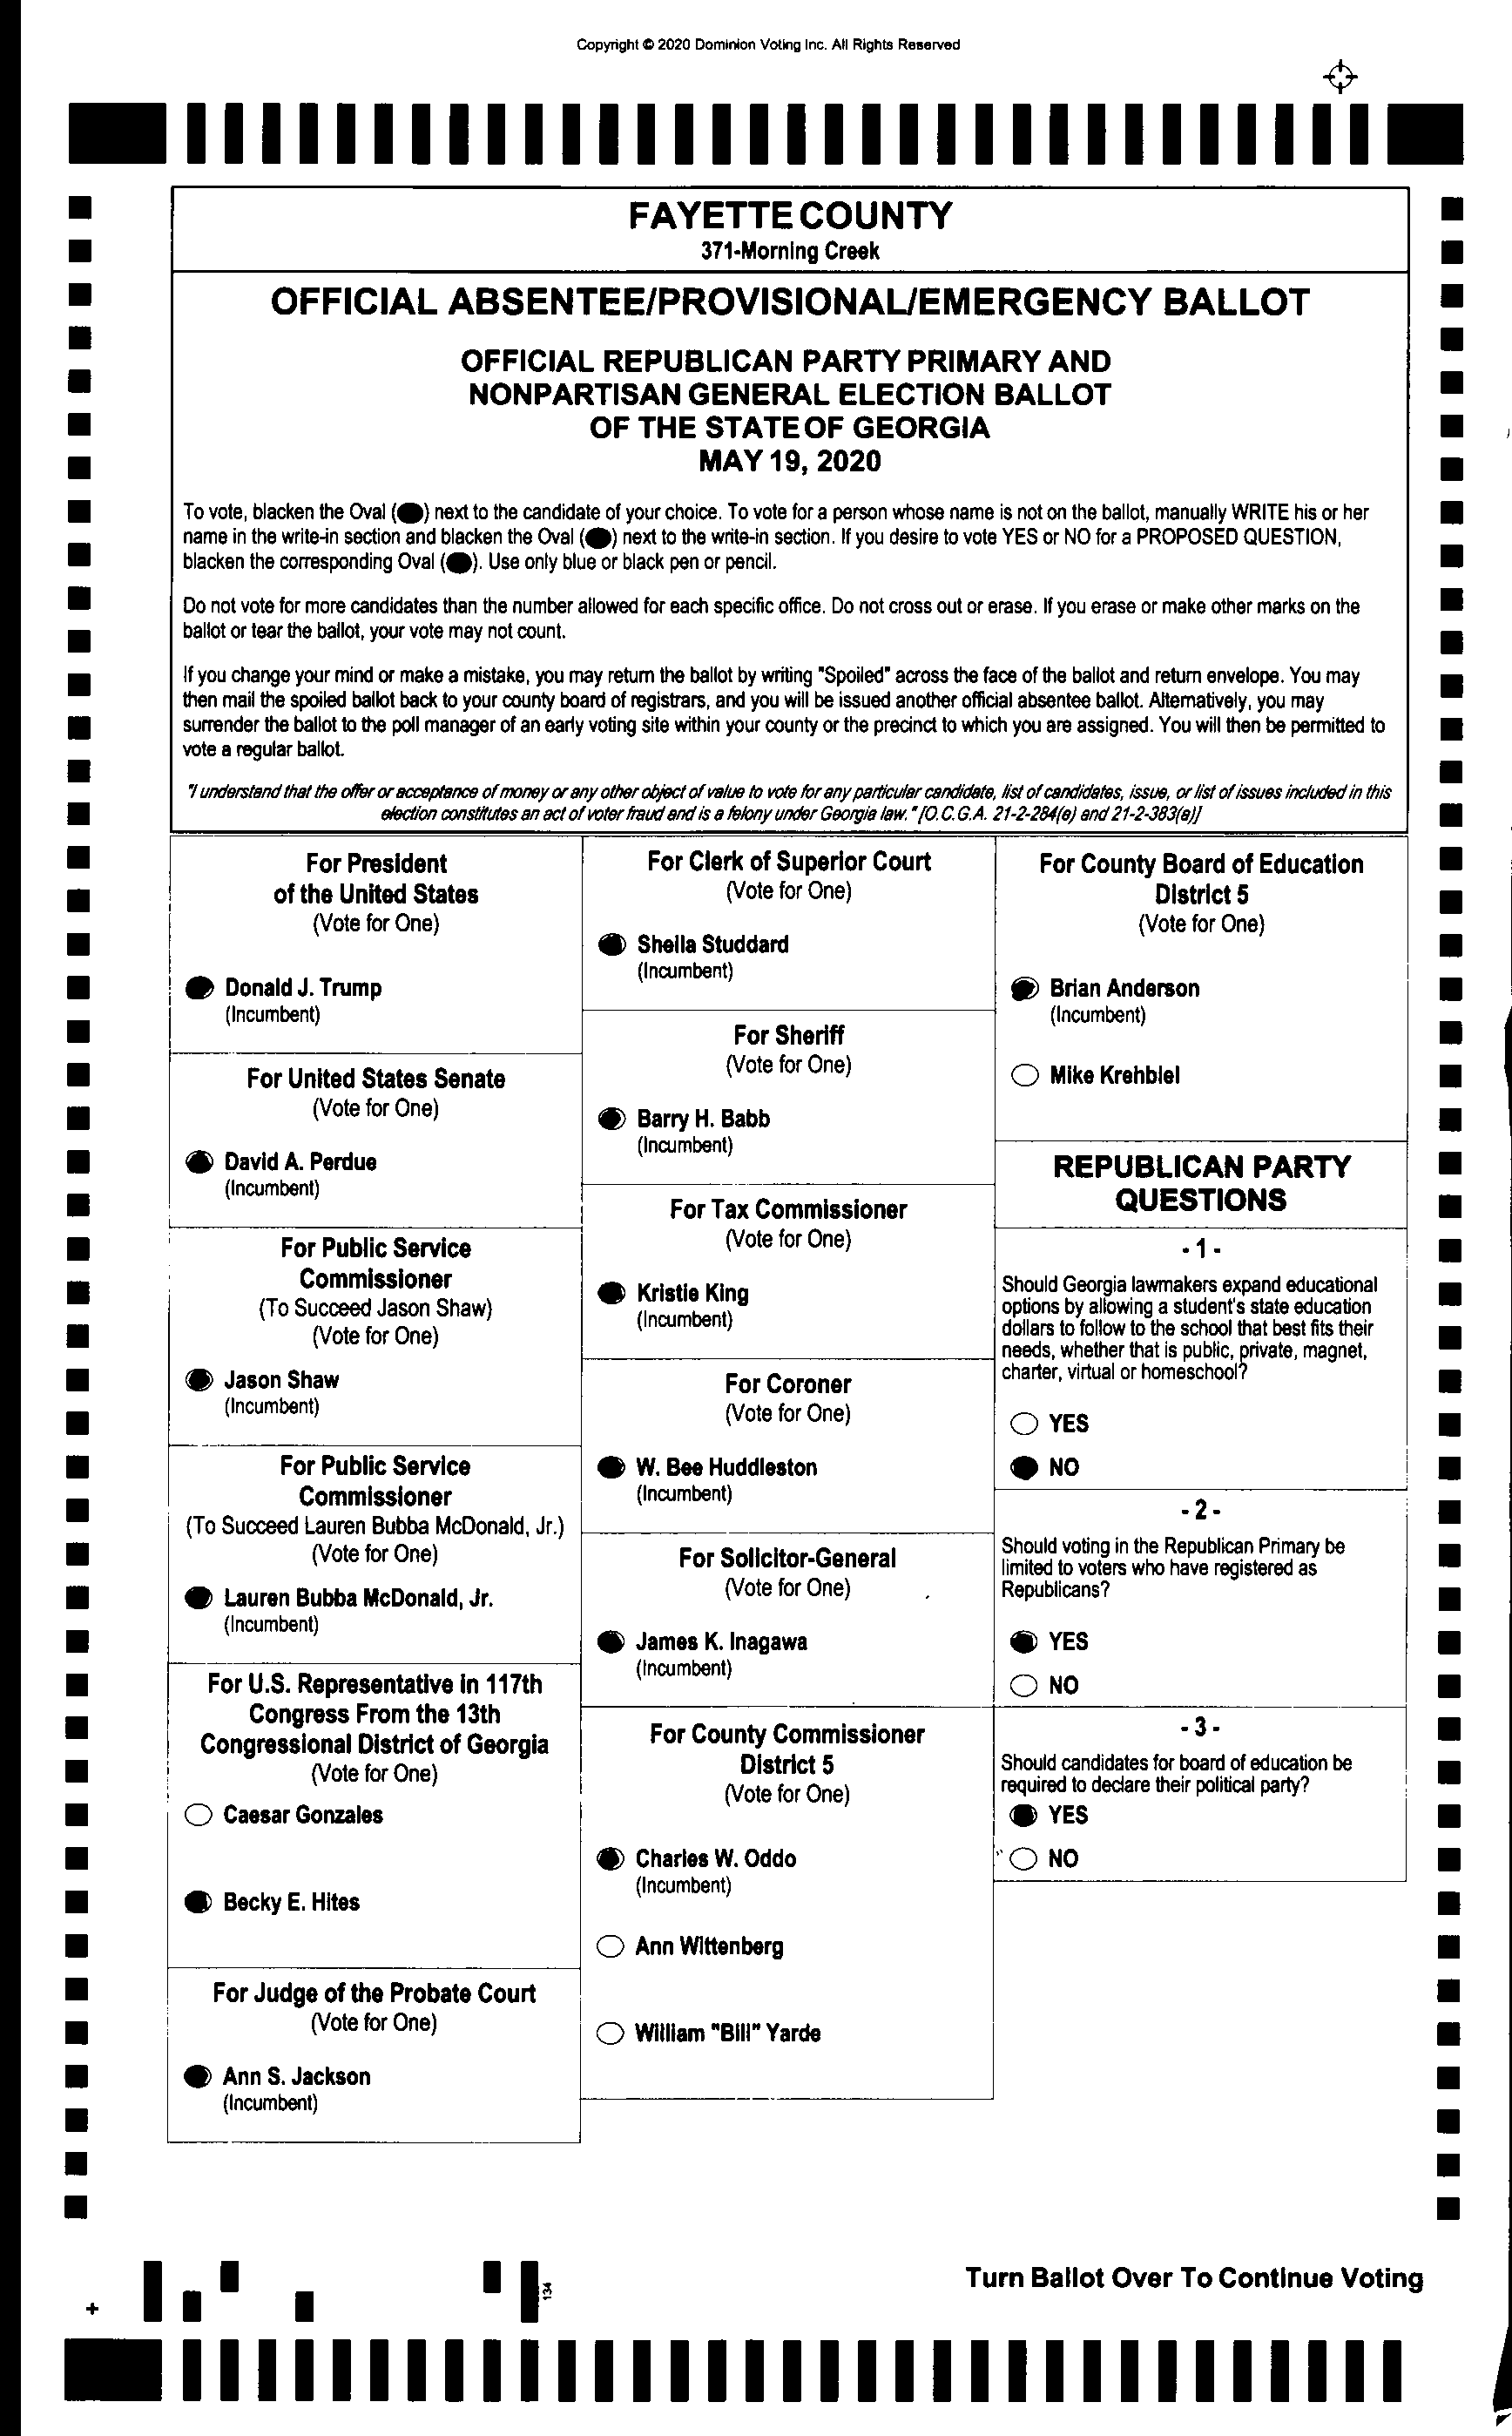 Copyright © 2020 Dominion Voting Inc. All Rights Reserved
FAYETTE COUNTY
371-Morning Creek
OFFICIAL ABSENTEE/PROVISIONAL/EMERGENCY BALLOT
OFFICIAL REPUBLICAN PARTY PRIMARY AND
NONPARTISAN GENERAL ELECTION BALLOT
OF THE STATE OF GEORGIA
MAY 19, 2020
To vote, blacken the Oval (⬬) next to the candidate of your choice. To vote for a person whose name is not on the ballot, manually WRITE his or her
name in the write-in section and blacken the Oval (⬬) next to the write-in section. If you desire to vote YES or NO for a PROPOSED QUESTION,
blacken the corresponding Oval (⬬). Use only blue or black pen or pencil.
Do not vote for more candidates than the number allowed for each specific office. Do not cross out or erase. If you erase or make other marks on the
ballot or tear the ballot, your vote may not count.
If you change your mind or make a mistake, you may return the ballot by writing "Spoiled" across the face of the ballot and return envelope. You may
then mail the spoiled ballot back to your county board of registrars, and you will be issued another official absentee ballot. Alternatively, you may
surrender the ballot to the poll manager of an early voting site within your county or the precinct to which you are assigned. You will then be permitted to
vote a regular ballot.
"I understand that the offer or acceptance of money or any other object of value to vote for any particular candidate, list of candidates, issue, or list of issues included in this
election constitutes an act of voter fraud and is a felony under Georgia law." [O.C.G.A. 21-2-284(e) and 21-2-383(a)]
For President
of the United States
(Vote for One)
Donald J. Trump
(Incumbent)
For United States Senate
(Vote for One)
David A. Perdue
(Incumbent)
For Public Service
Commissioner
(To Succeed Jason Shaw)
(Vote for One)
Jason Shaw
(Incumbent)
For Public Service
Commissioner
(To Succeed Lauren Bubba McDonald, Jr.)
(Vote for One)
Lauren Bubba McDonald, Jr.
(Incumbent)
For U.S. Representative in 117th
Congress From the 13th
Congressional District of Georgia
(Vote for One)
Caesar Gonzales
Becky E. Hites
For Judge of the Probate Court
(Vote for One)
Ann S. Jackson
(Incumbent)
For Clerk of Superior Court
(Vote for One)
Sheila Studdard
(Incumbent)
For Sheriff
(Vote for One)
Barry H. Babb
(Incumbent)
For Tax Commissioner
(Vote for One)
Kristie King
(Incumbent)
For Coroner
(Vote for One)
W. Bee Huddleston
(Incumbent)
For Solicitor-General
(Vote for One)
James K. Inagawa
(Incumbent)
For County Commissioner
District 5
(Vote for One)
Charles W. Oddo
(Incumbent)
Ann Wittenberg
William "Bill" Yarde
For County Board of Education
District 5
(Vote for One)
Brian Anderson
(Incumbent)
Mike Krehbiel
REPUBLICAN PARTY
QUESTIONS
- 1 -
Should Georgia lawmakers expand educational
options by allowing a student's state education
dollars to follow to the school that best fits their
needs, whether that is public, private, magnet,
charter, virtual or homeschool?
YES
NO
- 2 -
Should voting in the Republican Primary be
limited to voters who have registered as
Republicans?
YES
NO
- 3 -
Should candidates for board of education be
required to declare their political party?
YES
NO
134
Turn Ballot Over To Continue Voting